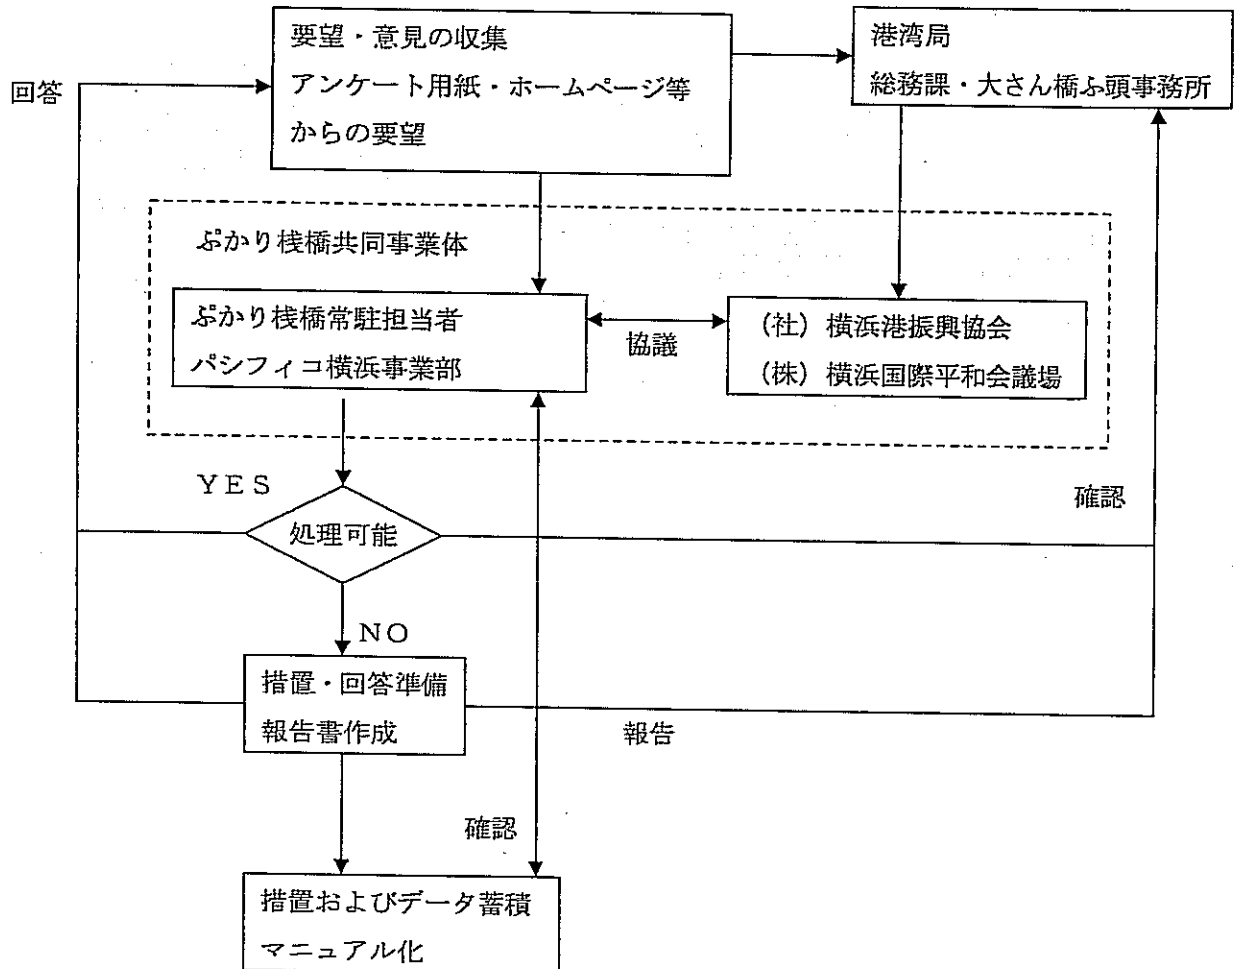 要望・意見の収集
アンケート用紙・ホームページ等
からの要望
港湾局
総務課・大さん橋ふ頭事務所
回答
ぷかり桟橋共同事業体
ぷかり桟橋常駐担当者
パシフィコ横浜事業部
協議
（社）横浜港振興協会
（株）横浜国際平和会議場
YES
処理可能
確認
NO
措置・回答準備
報告書作成
報告
確認
措置およびデータ蓄積
マニュアル化